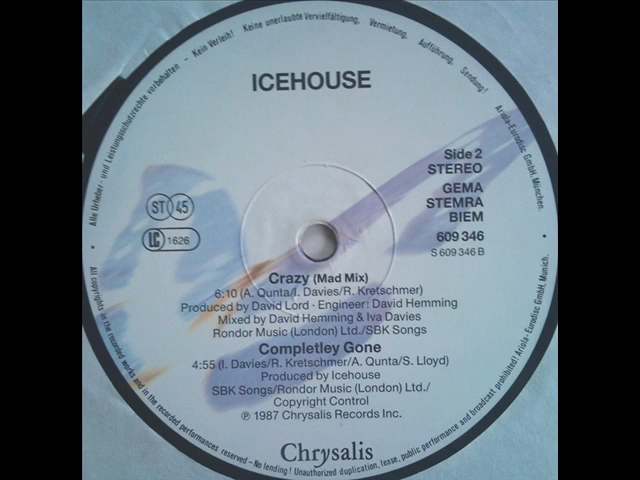 Alle Urheber- und Leistungsschutzrechte vorbehalten – Kein Verleih! Keine unerlaubte Vervielfältigung, Vermietung, Aufführung, Sendung! Ariola-Eurodisc GmbH, München.
ICEHOUSE
Side 2
STEREO
GEMA
STEMRA
BIEM
609 346
S 609 346 B
ST 45
LC 1626
Crazy (Mad Mix)
6:10 (A. Qunta/I. Davies/R. Kretschmer)
Produced by David Lord · Engineer: David Hemming
Mixed by David Hemming & Iva Davies
Rondor Music (London) Ltd./SBK Songs
Completley Gone
4:55 (I. Davies/R. Kretschmer/A. Qunta/S. Lloyd)
Produced by Icehouse
SBK Songs/Rondor Music (London) Ltd./
Copyright Control
℗ 1987 Chrysalis Records Inc.
Chrysalis
All copyrights in the recorded works and in the recorded performances reserved – No lending! Unauthorized duplication, lease, public performance and broadcast prohibited! Ariola-Eurodisc GmbH, Munich.